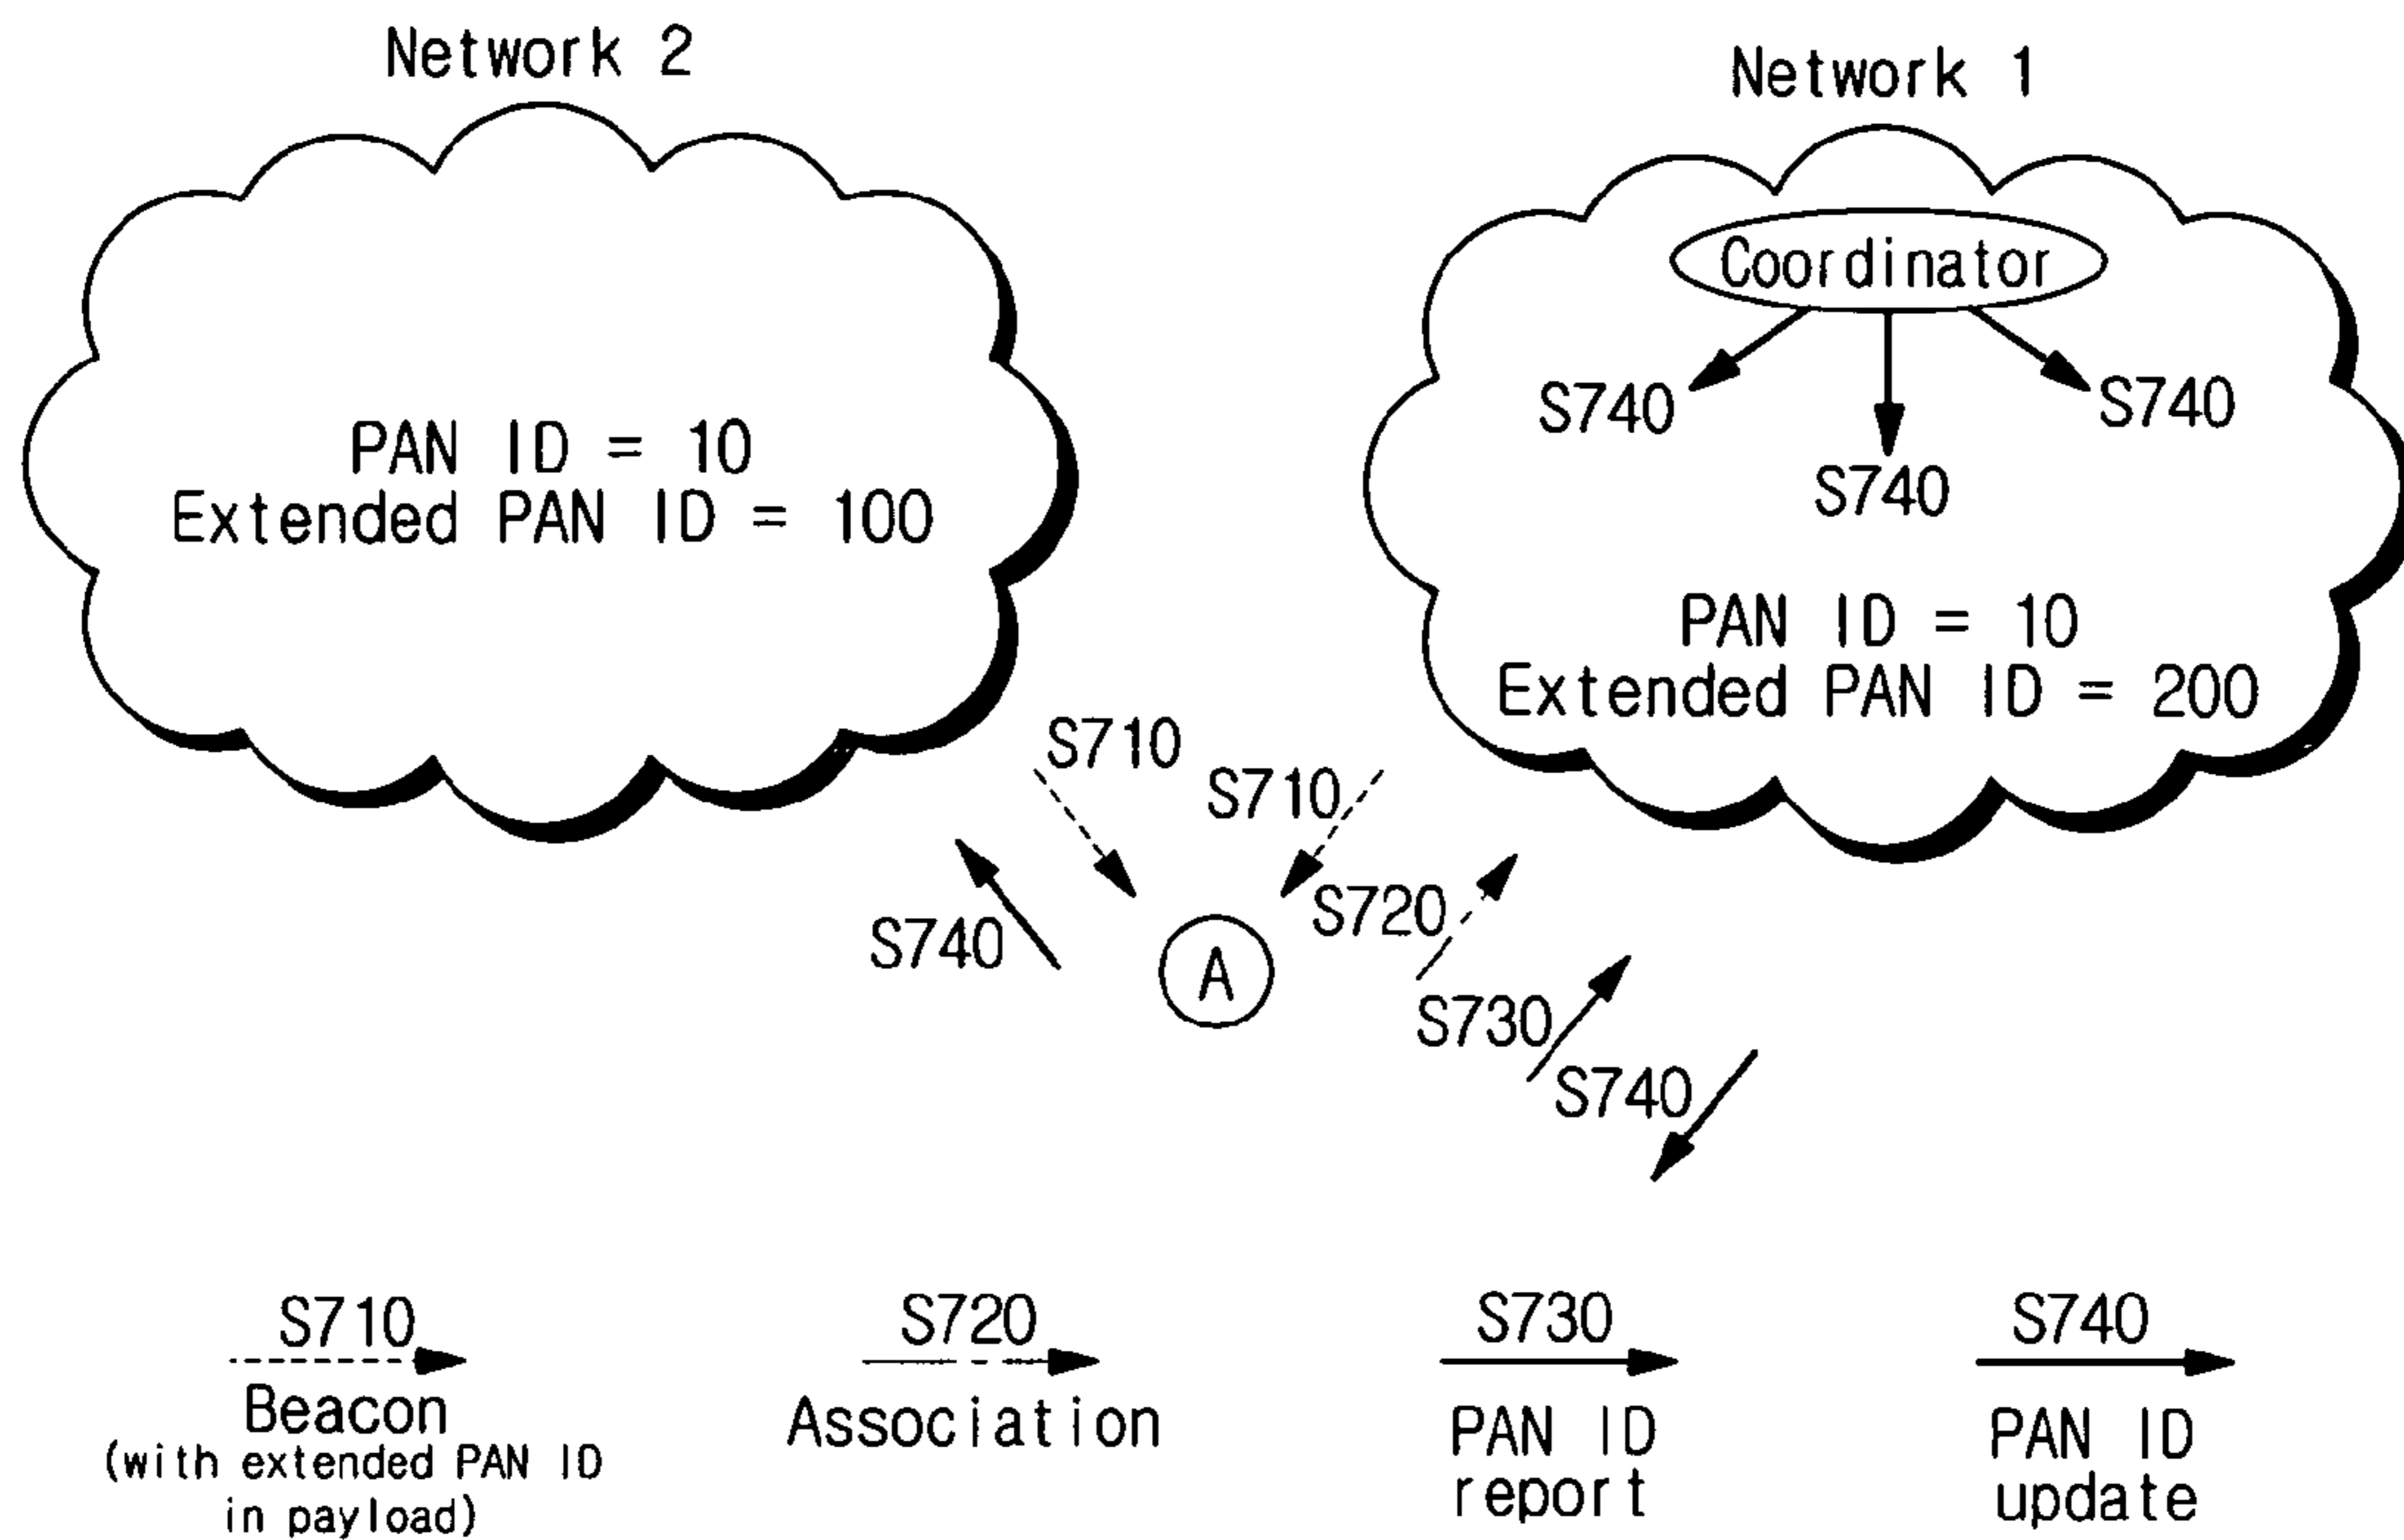 Network 2
Network 1
Coordinator
S740
S740
S740
PAN ID = 10
Extended PAN ID = 100
PAN ID = 10
Extended PAN ID = 200
S710
S710
S720
S740
A
S730
S740
S710
Beacon
(with extended PAN ID
in payload)
S720
Association
S730
PAN ID
report
S740
PAN ID
update